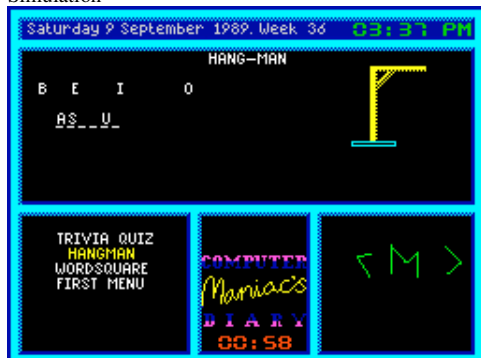 Simulation
Saturday 9 September 1989. Week 36 03:37 PM
HANG-MAN
B E I O
AS__U_
TRIVIA QUIZ
HANGMAN
WORDSQUARE
FIRST MENU
COMPUTER
Maniac's
DIARY
00:58
< M >